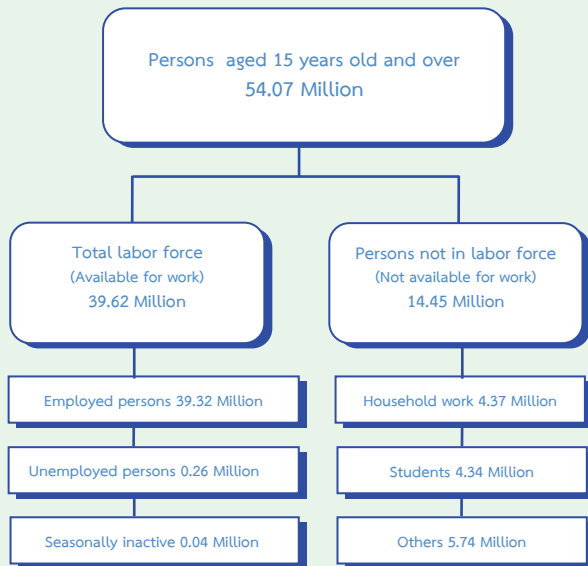 Persons aged 15 years old and over
54.07 Million
Total labor force
(Available for work)
39.62 Million
Persons not in labor force
(Not available for work)
14.45 Million
Employed persons 39.32 Million
Household work 4.37 Million
Unemployed persons 0.26 Million
Students 4.34 Million
Seasonally inactive 0.04 Million
Others 5.74 Million